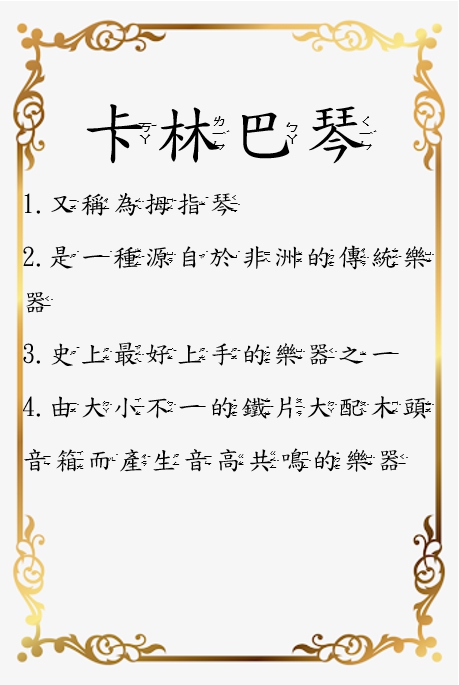 卡林巴琴
1.又稱為拇指琴
2.是一種源自於非洲的傳統樂
器
3.史上最好上手的樂器之一
4.由大小不一的鐵片大配木頭
音箱而產生音高共鳴的樂器